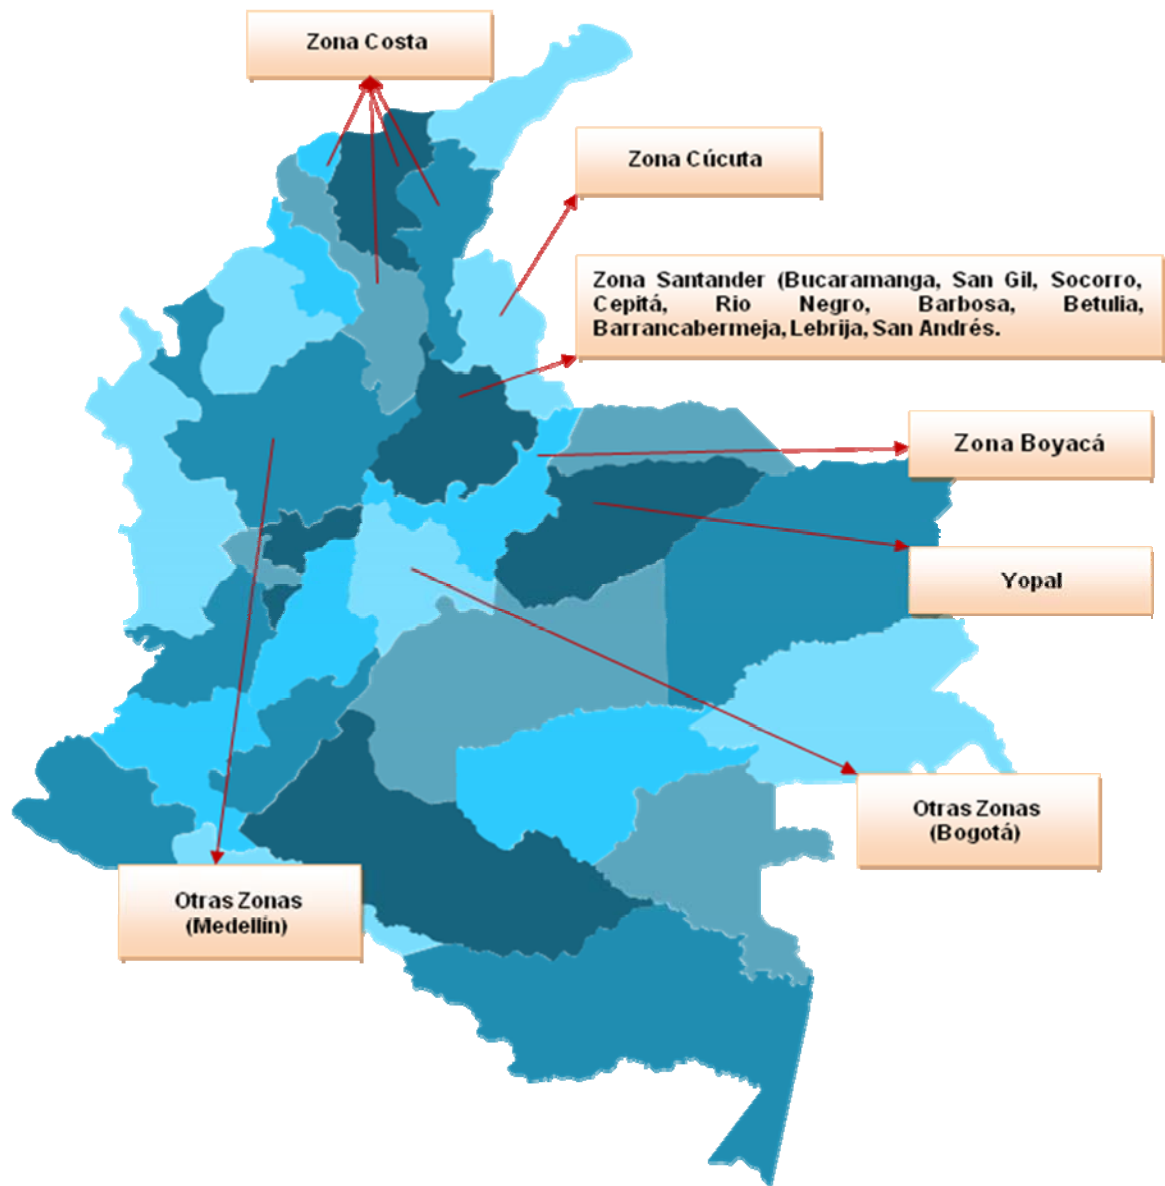 Zona Costa
Zona Cúcuta
Zona Santander (Bucaramanga, San Gil, Socorro,
Cepitá, Rio Negro, Barbosa, Betulia,
Barrancabermeja, Lebrija, San Andrés.
Zona Boyacá
Yopal
Otras Zonas
(Bogotá)
Otras Zonas
(Medellín)